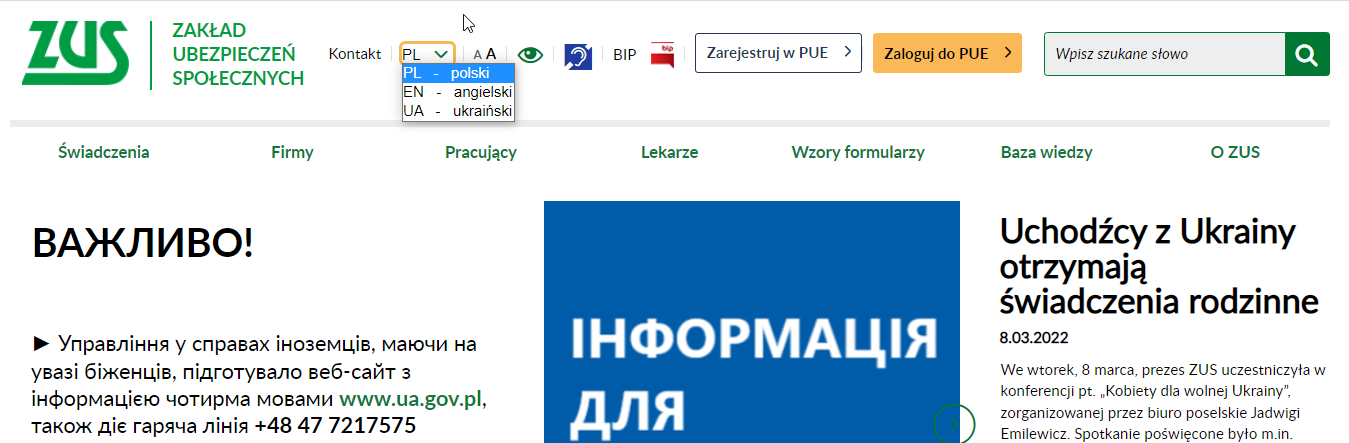 ZUS
ZAKŁAD
UBEZPIECZEŃ
SPOŁECZNYCH
Kontakt
PL
A A
BIP
bip
Zarejestruj w PUE
Zaloguj do PUE
Wpisz szukane słowo
PL - polski
EN - angielski
UA - ukraiński
Świadczenia Firmy Pracujący Lekarze Wzory formularzy Baza wiedzy O ZUS
ВАЖЛИВО!
► Управління у справах іноземців, маючи на
увазі біженців, підготувало веб-сайт з
інформацією чотирма мовами www.ua.gov.pl,
також діє гаряча лінія +48 47 7217575
ІНФОРМАЦІЯ
ДЛЯ
Uchodźcy z Ukrainy
otrzymają
świadczenia rodzinne
8.03.2022
We wtorek, 8 marca, prezes ZUS uczestniczyła w
konferencji pt. „Kobiety dla wolnej Ukrainy”,
zorganizowanej przez biuro poselskie Jadwigi
Emilewicz. Spotkanie poświęcone było m.in.